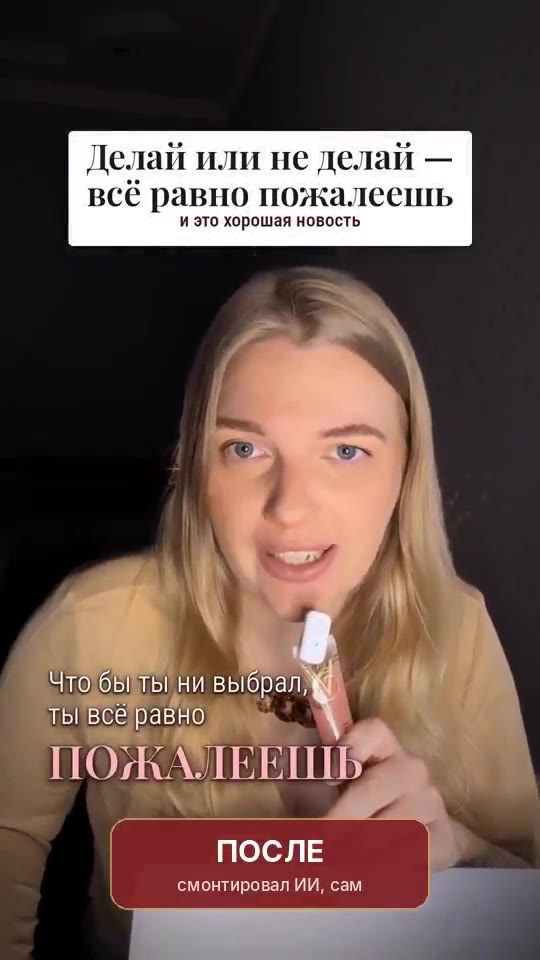 Делай или не делай —
всё равно пожалеешь
и это хорошая новость
Что бы ты ни выбрал,
ты всё равно
ПОЖАЛЕЕШЬ
ПОСЛЕ
смонтировал ИИ, сам